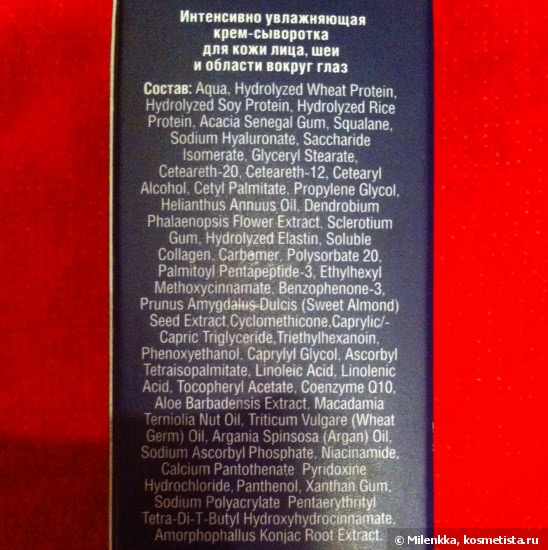 Интенсивно увлажняющая
крем-сыворотка
для кожи лица, шеи
и области вокруг глаз
Состав: Aqua, Hydrolyzed Wheat Protein,
Hydrolyzed Soy Protein, Hydrolyzed Rice
Protein, Acacia Senegal Gum, Squalane,
Sodium Hyaluronate, Saccharide
Isomerate, Glyceryl Stearate,
Ceteareth-20, Ceteareth-12, Cetearyl
Alcohol, Cetyl Palmitate, Propylene Glycol,
Helianthus Annuus Oil, Dendrobium
Phalaenopsis Flower Extract, Sclerotium
Gum, Hydrolyzed Elastin, Soluble
Collagen, Carbomer, Polysorbate 20,
Palmitoyl Pentapeptide-3, Ethylhexyl
Methoxycinnamate, Benzophenone-3,
Prunus Amygdalus Dulcis (Sweet Almond)
Seed Extract,Cyclomethicone,Caprylic/-
Capric Triglyceride,Triethylhexanoin,
Phenoxyethanol, Caprylyl Glycol, Ascorbyl
Tetraisopalmitate, Linoleic Acid, Linolenic
Acid, Tocopheryl Acetate, Coenzyme Q10,
Aloe Barbadensis Extract, Macadamia
Terniolia Nut Oil, Triticum Vulgare (Wheat
Germ) Oil, Argania Spinsosa (Argan) Oil,
Sodium Ascorbyl Phosphate, Niacinamide,
Calcium Pantothenate Pyridoxine
Hydrochloride, Panthenol, Xanthan Gum,
Sodium Polyacrylate Pentaerythrityl
Tetra-Di-T-Butyl Hydroxyhydrocinnamate,
Amorphophallus Konjac Root Extract.
© Milenkka, kosmetista.ru